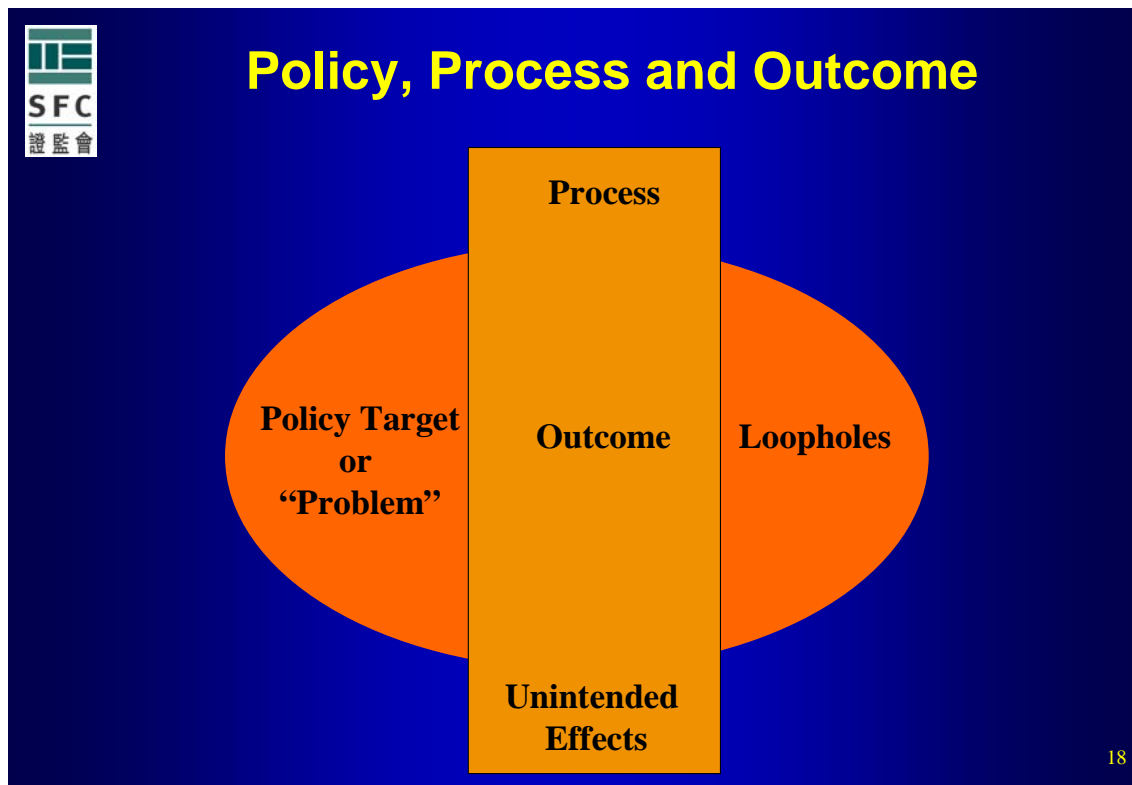 SFC
證監會
Policy, Process and Outcome
Process
Policy Target
or
“Problem”
Outcome
Loopholes
Unintended
Effects
18